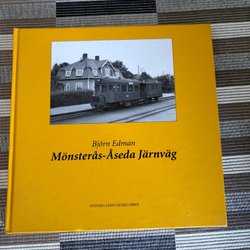 Björn Edman
Mönsterås-Åseda Järnväg
SVENSKA JÄRNVÄGSKLUBBEN